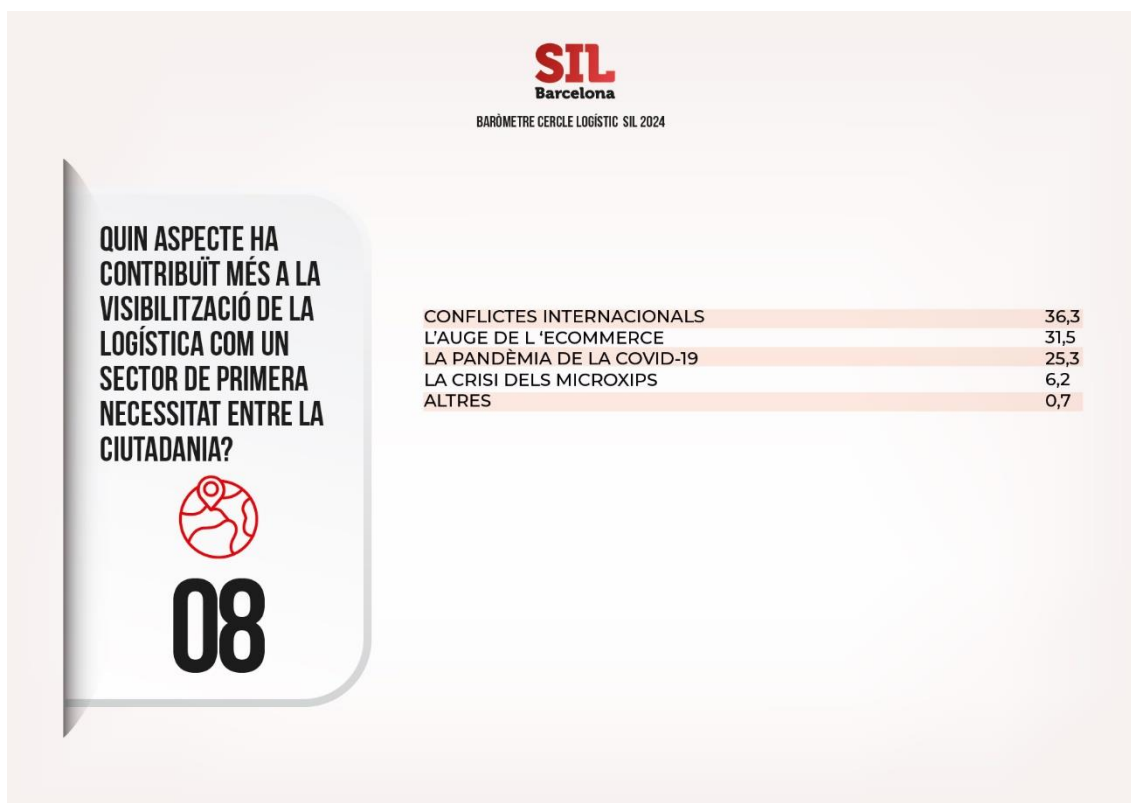 SIL
Barcelona
BARÒMETRE CERCLE LOGÍSTIC SIL 2024
QUIN ASPECTE HA
CONTRIBUÏT MÉS A LA
VISIBILITZACIÓ DE LA
LOGÍSTICA COM UN
SECTOR DE PRIMERA
NECESSITAT ENTRE LA
CIUTADANIA?
08
CONFLICTES INTERNACIONALS 36,3
L'AUGE DE L 'ECOMMERCE 31,5
LA PANDÈMIA DE LA COVID-19 25,3
LA CRISI DELS MICROXIPS 6,2
ALTRES 0,7